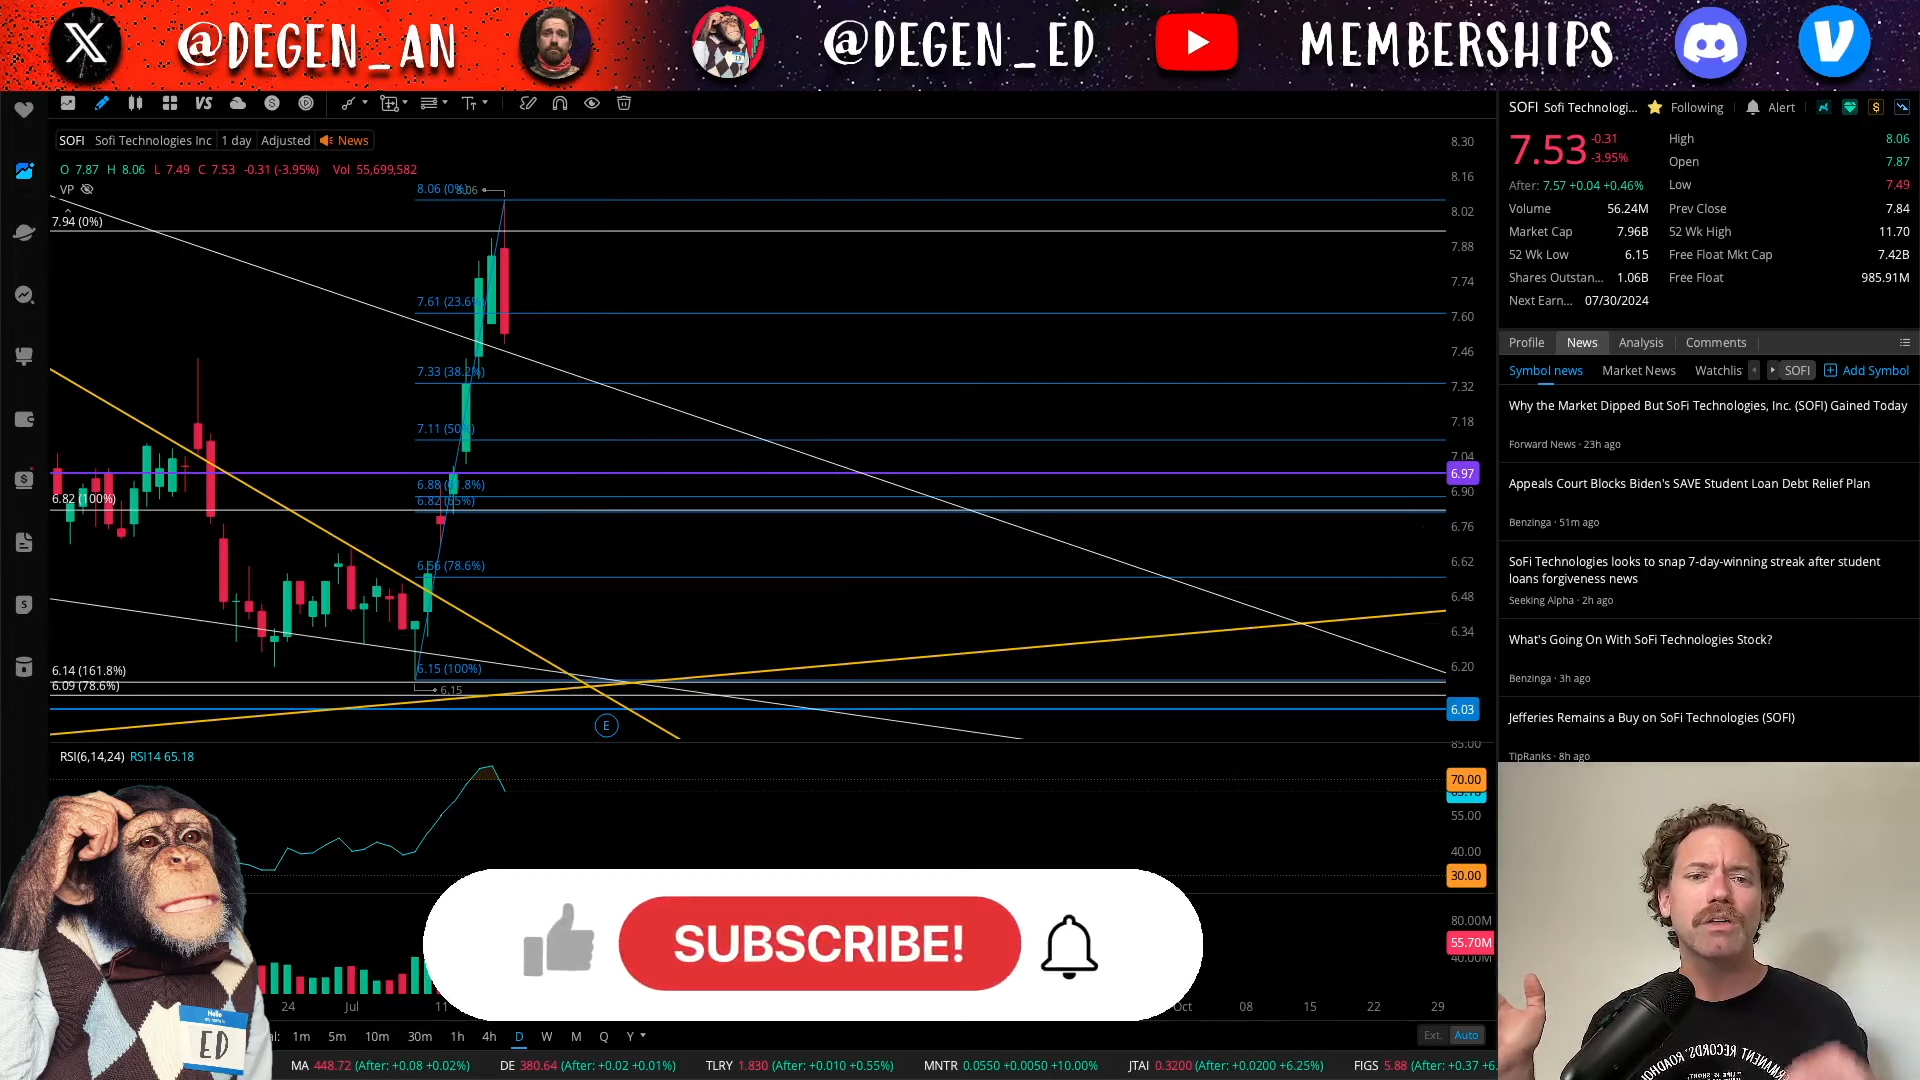 @DEGEN_AN
@DEGEN_ED
MEMBERSHIPS
VS
SOFI Sofi Technologies Inc 1 day Adjusted News
O 7.87 H 8.06 L 7.49 C 7.53 -0.31 (-3.95%) Vol 55,699,582
VP
8.06
7.94 (0%)
7.61 (23.6%)
7.33 (38.2%)
7.11 (50%)
6.82 (100%)
6.56 (78.6%)
6.15 (100%)
6.14 (161.8%)
6.09 (78.6%)
6.15
E
8.30
8.16
8.02
7.88
7.74
7.60
7.46
7.32
7.18
7.04
6.97
6.90
6.76
6.62
6.48
6.34
6.20
6.03
RSI(6,14,24) RSI14 65.18
85.00
70.00
55.00
40.00
30.00
80.00M
55.70M
40.00M
SUBSCRIBE!
24 Jul 11 Oct 08 15 22 29
1m 5m 10m 30m 1h 4h D W M Q Y
Ext. Auto
MA 448.72 (After: +0.08 +0.02%) DE 380.64 (After: +0.02 +0.01%) TLRY 1.830 (After: +0.010 +0.55%) MNTR 0.0550 +0.0050 +10.00% JTAI 0.3200 (After: +0.0200 +6.25%) FIGS 5.88 (After: +0.37 +6.
Hello
ED
SOFI Sofi Technologi... Following Alert
7.53 -0.31
-3.95%
After: 7.57 +0.04 +0.46%
High 8.06
Open 7.87
Low 7.49
Volume 56.24M Prev Close 7.84
Market Cap 7.96B 52 Wk High 11.70
52 Wk Low 6.15 Free Float Mkt Cap 7.42B
Shares Outstan... 1.06B Free Float 985.91M
Next Earn... 07/30/2024
Profile News Analysis Comments
Symbol news Market News Watchlis SOFI Add Symbol
Why the Market Dipped But SoFi Technologies, Inc. (SOFI) Gained Today
Forward News · 23h ago
Appeals Court Blocks Biden's SAVE Student Loan Debt Relief Plan
Benzinga · 51m ago
SoFi Technologies looks to snap 7-day-winning streak after student
loans forgiveness news
Seeking Alpha · 2h ago
What's Going On With SoFi Technologies Stock?
Benzinga · 3h ago
Jefferies Remains a Buy on SoFi Technologies (SOFI)
TipRanks · 8h ago